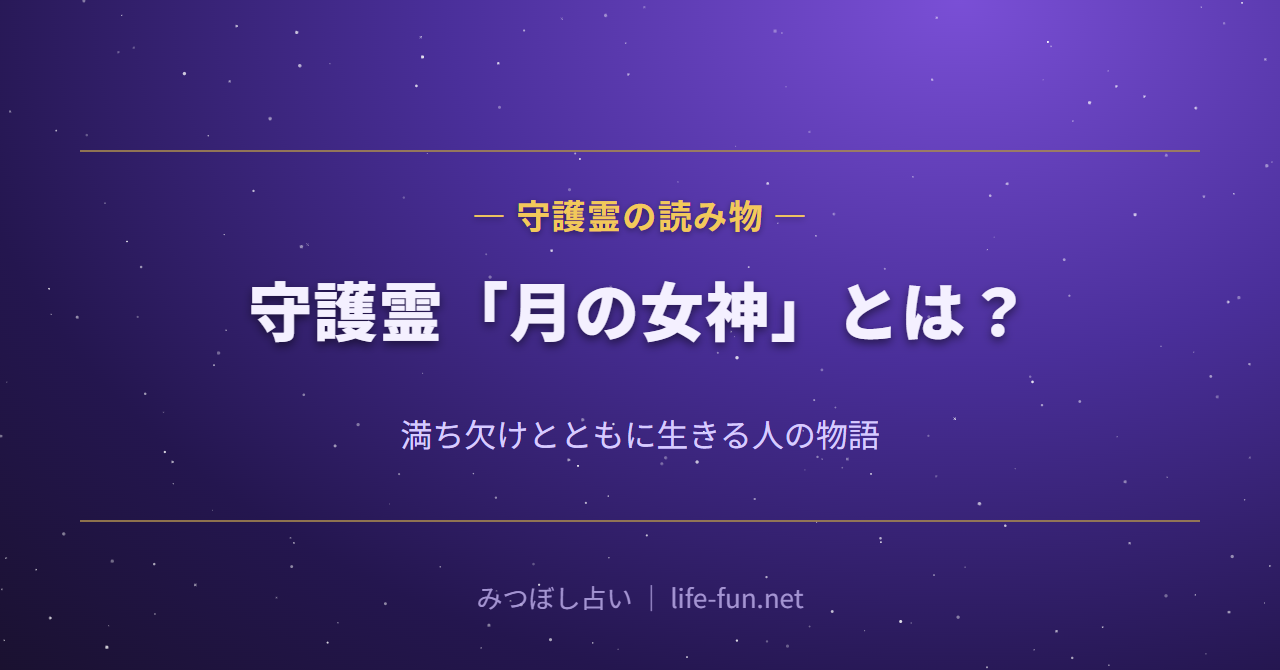 ― 守護霊の読み物 ―
守護霊「月の女神」とは？
満ち欠けとともに生きる人の物語
みつぼし占い ｜ life-fun.net